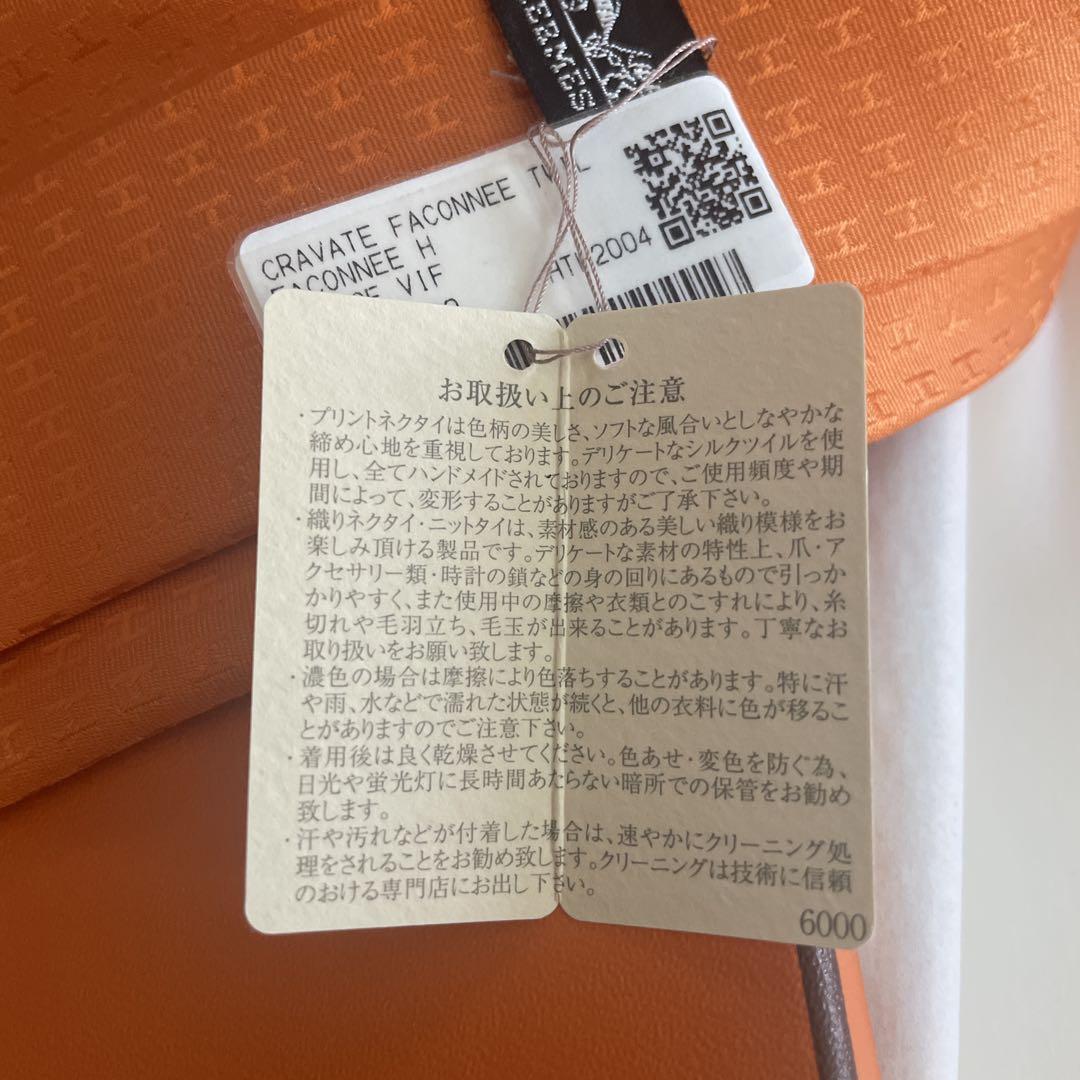 HERMÈS
CRAVATE FACONNEE TWIL
FACONNEE H
VIF
2004
お取扱い上のご注意
・プリントネクタイは色柄の美しさ、ソフトな風合いとしなやかな
締め心地を重視しております。デリケートなシルクツイルを使
用し、全てハンドメイドされておりますので、ご使用頻度や期
間によって、変形することがありますがご了承下さい。
・織りネクタイ・ニットタイは、素材感のある美しい織り模様をお
楽しみ頂ける製品です。デリケートな素材の特性上、爪・ア
クセサリー類・時計の鎖などの身の回りにあるもので引っか
かりやすく、また使用中の摩擦や衣類とのこすれにより、糸
切れや毛羽立ち、毛玉が出来ることがあります。丁寧なお
取り扱いをお願い致します。
・濃色の場合は摩擦により色落ちすることがあります。特に汗
や雨、水などで濡れた状態が続くと、他の衣料に色が移るこ
とがありますのでご注意下さい。
・着用後は良く乾燥させてください。色あせ・変色を防ぐ為、
日光や蛍光灯に長時間あたらない暗所での保管をお勧め
致します。
・汗や汚れなどが付着した場合は、速やかにクリーニング処
理をされることをお勧め致します。クリーニングは技術に信頼
のおける専門店にお出し下さい。
6000